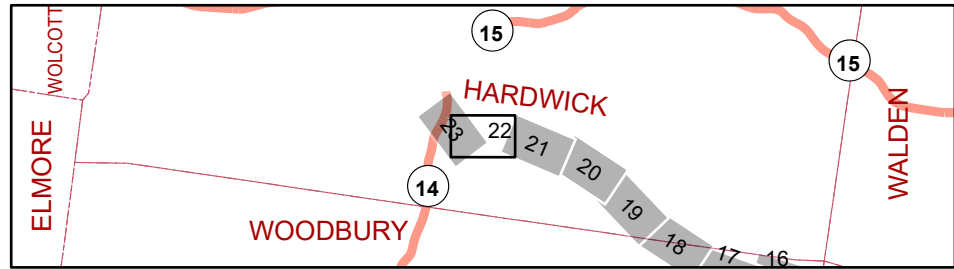 WOLCOTT
15
15
HARDWICK
WALDEN
23
22
21
20
ELMORE
14
19
WOODBURY
18
17
16